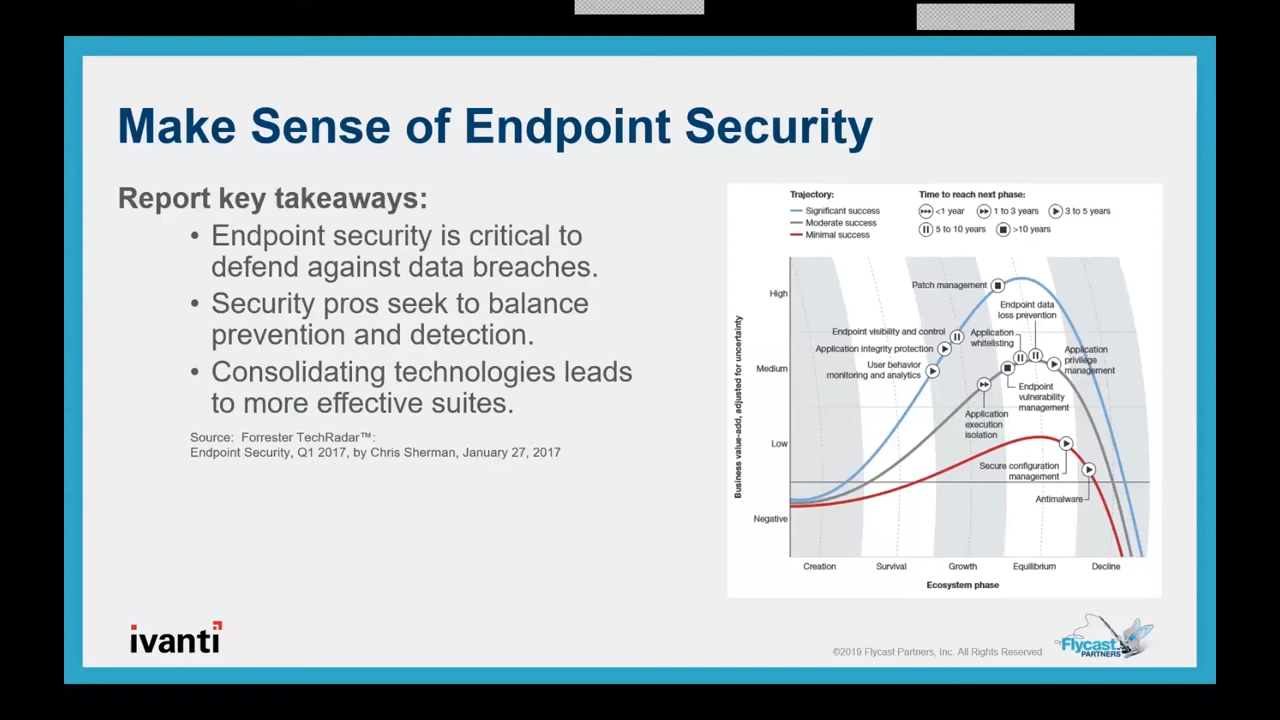 Make Sense of Endpoint Security
Report key takeaways:
• Endpoint security is critical to
defend against data breaches.
• Security pros seek to balance
prevention and detection.
• Consolidating technologies leads
to more effective suites.
Source: Forrester TechRadar™:
Endpoint Security, Q1 2017, by Chris Sherman, January 27, 2017
Trajectory:
Significant success
Moderate success
Minimal success
Time to reach next phase:
<1 year
1 to 3 years
3 to 5 years
5 to 10 years
>10 years
Business value-add, adjusted for uncertainty
High
Medium
Low
Negative
Patch management
Endpoint data
loss prevention
Endpoint visibility and control
Application
whitelisting
Application integrity protection
User behavior
monitoring and analytics
Application
privilege
management
Endpoint
vulnerability
management
Application
execution
isolation
Secure configuration
management
Antimalware
Creation
Survival
Growth
Equilibrium
Decline
Ecosystem phase
ivanti
©2019 Flycast Partners, Inc. All Rights Reserved.
Flycast
PARTNERS